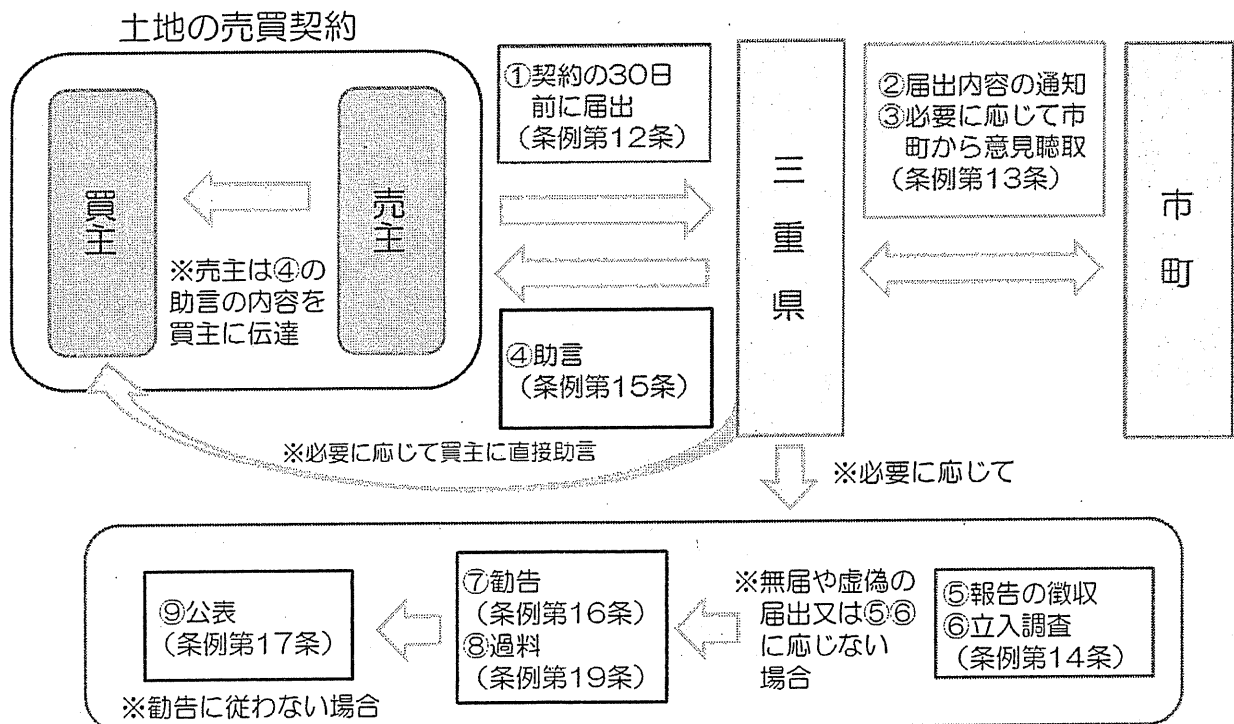 土地の売買契約
買主
売主
※売主は④の
助言の内容を
買主に伝達
①契約の30日
前に届出
（条例第12条）
④助言
（条例第15条）
三重県
②届出内容の通知
③必要に応じて市
町から意見聴取
（条例第13条）
市町
※必要に応じて買主に直接助言
※必要に応じて
⑤報告の徴収
⑥立入調査
（条例第14条）
※無届や虚偽の
届出又は⑤⑥
に応じない
場合
⑦勧告
（条例第16条）
⑧過料
（条例第19条）
⑨公表
（条例第17条）
※勧告に従わない場合